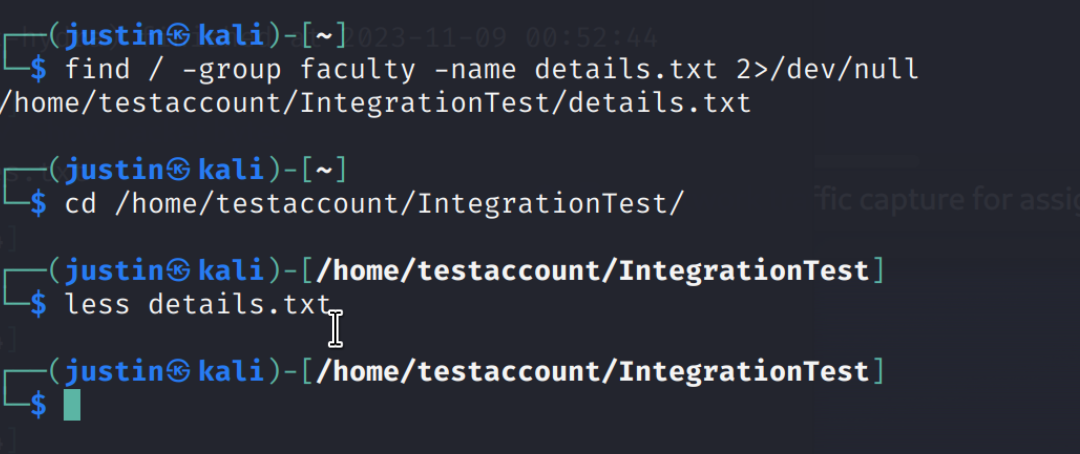 ┌──(justin㉿kali)-[~]
└─$ find / -group faculty -name details.txt 2>/dev/null
/home/testaccount/IntegrationTest/details.txt
┌──(justin㉿kali)-[~]
└─$ cd /home/testaccount/IntegrationTest/
┌──(justin㉿kali)-[/home/testaccount/IntegrationTest]
└─$ less details.txt
┌──(justin㉿kali)-[/home/testaccount/IntegrationTest]
└─$
2023-11-09 00:52:44
fic capture for assig